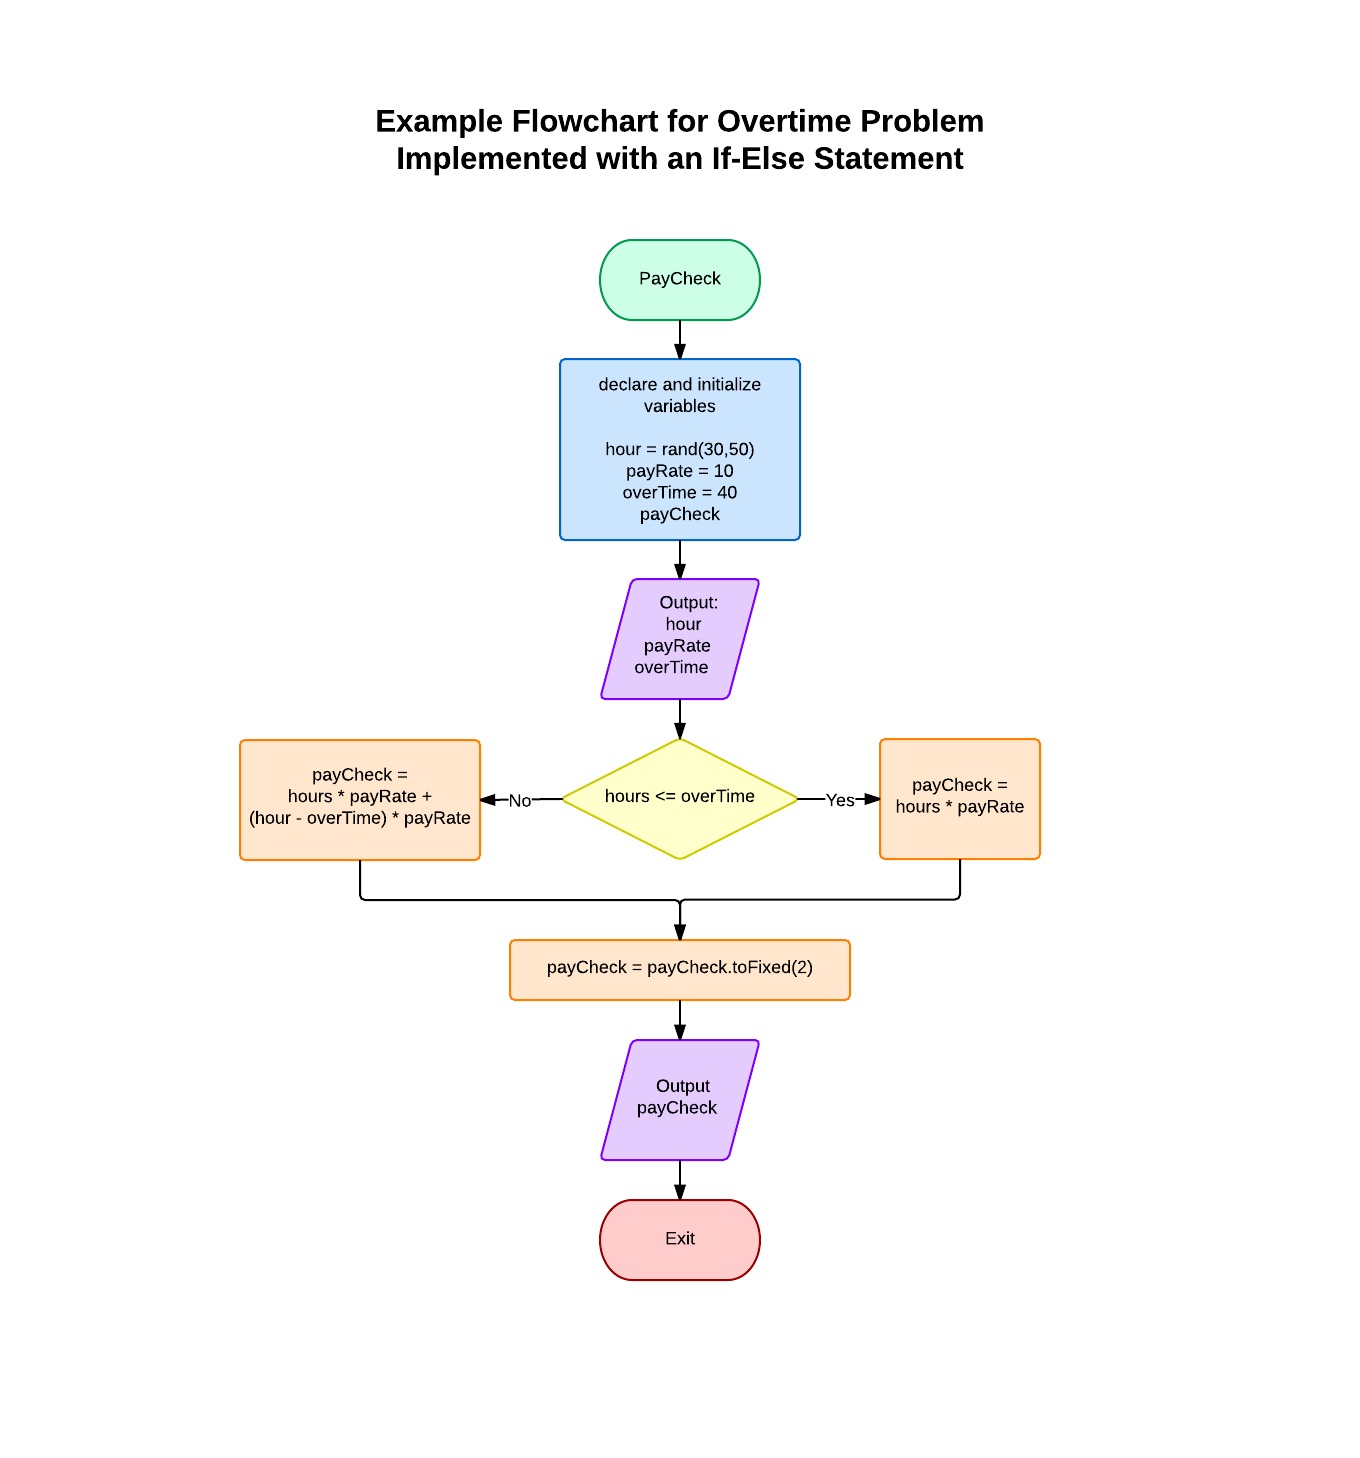 Example Flowchart for Overtime Problem
Implemented with an If-Else Statement
PayCheck
declare and initialize
variables
hour = rand(30,50)
payRate = 10
overTime = 40
payCheck
Output:
hour
payRate
overTime
payCheck =
hours * payRate +
(hour - overTime) * payRate
No
hours <= overTime
Yes
payCheck =
hours * payRate
payCheck = payCheck.toFixed(2)
Output
payCheck
Exit